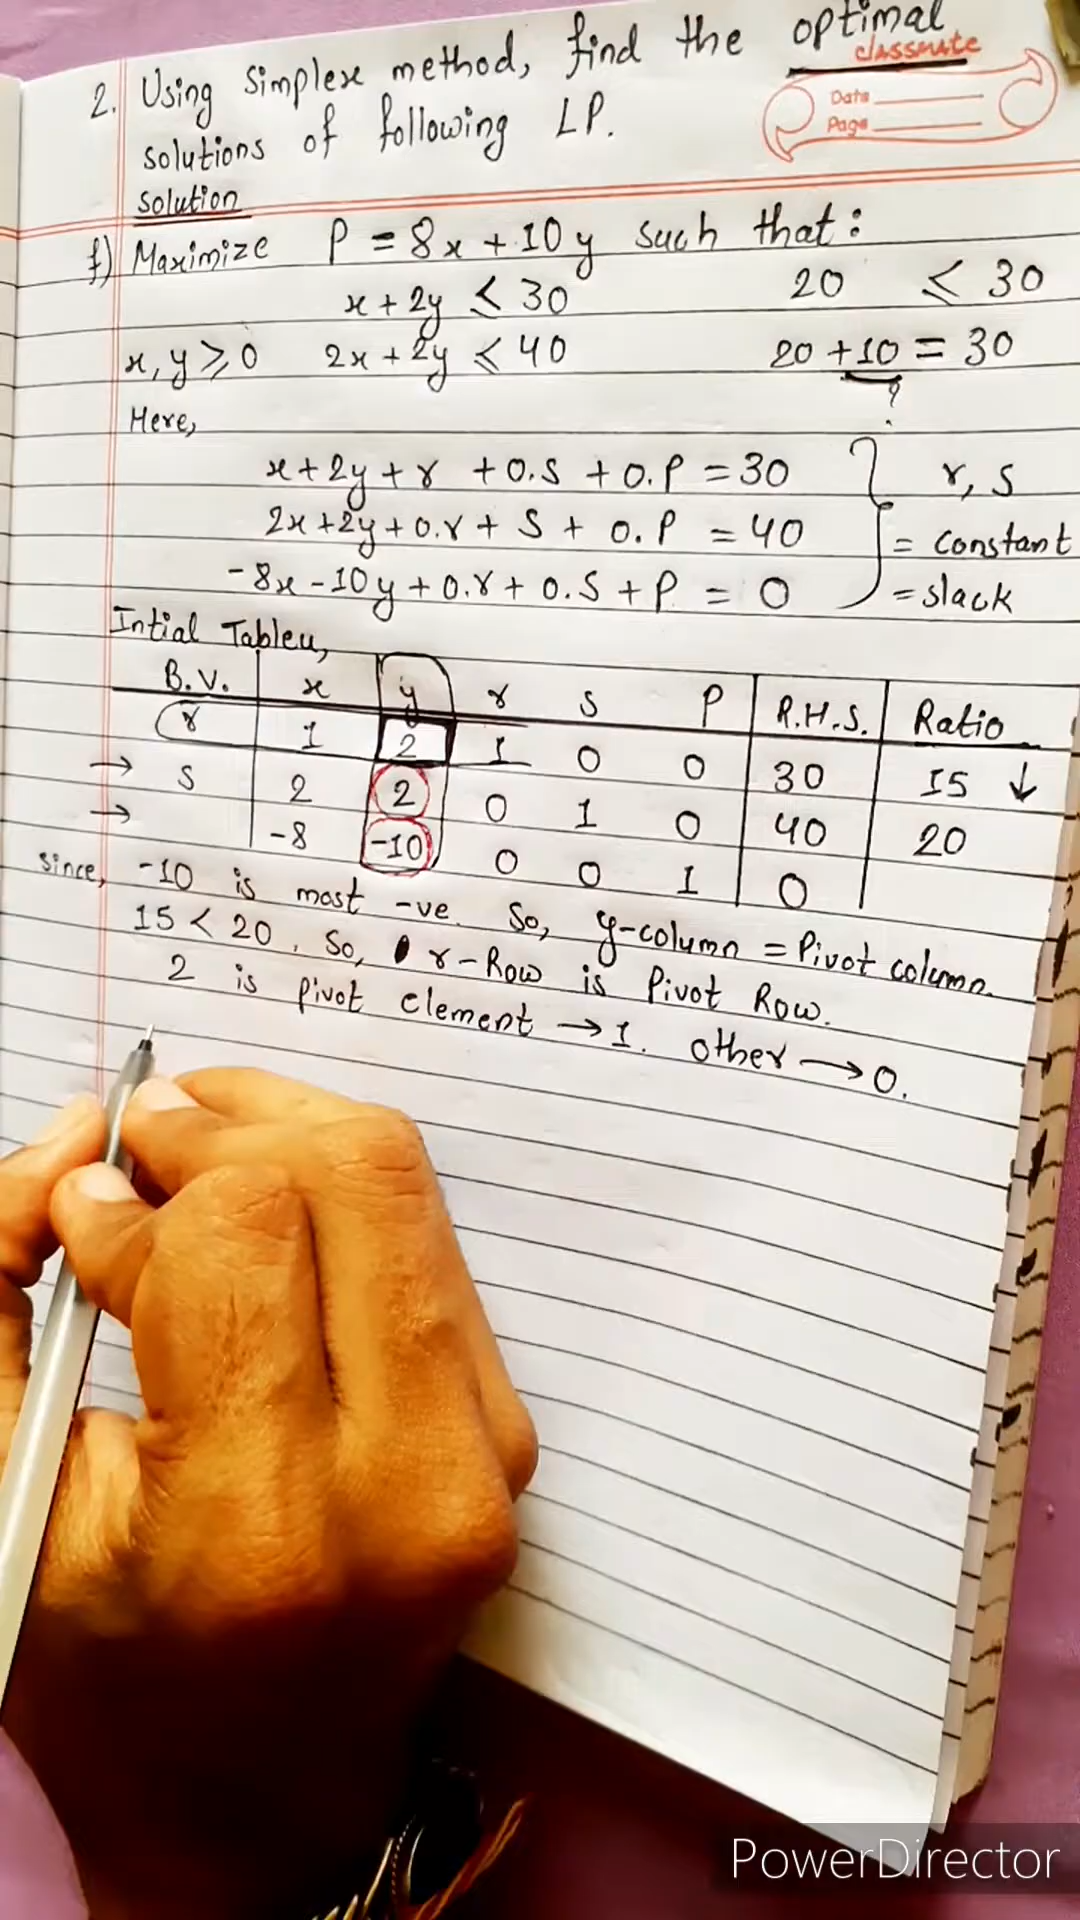 2. Using Simplex method, find the optimal
classmate
Date
Page
solutions of following LP.
solution
f) Maximize P = 8x + 10y such that:
x + 2y ≤ 30
20 ≤ 30
x, y ≥ 0 2x + 2y ≤ 40
20 + 10 = 30
?
Here,
x + 2y + r + 0.S + 0.P = 30
r, s
2x + 2y + 0.r + S + 0.P = 40
= constant
-8x - 10y + 0.r + 0.S + P = 0
= slack
Intial Tableu,
B.V. x y r s P R.H.S. Ratio
r 1 2 1 0 0 30 15 ↓
→ s 2 2 0 1 0 40 20
→ -8 -10 0 0 1 0
Since, -10 is most -ve. So, y-column = Pivot column.
15 < 20. So, r-Row is Pivot Row.
2 is pivot element → 1. other → 0.
PowerDirector